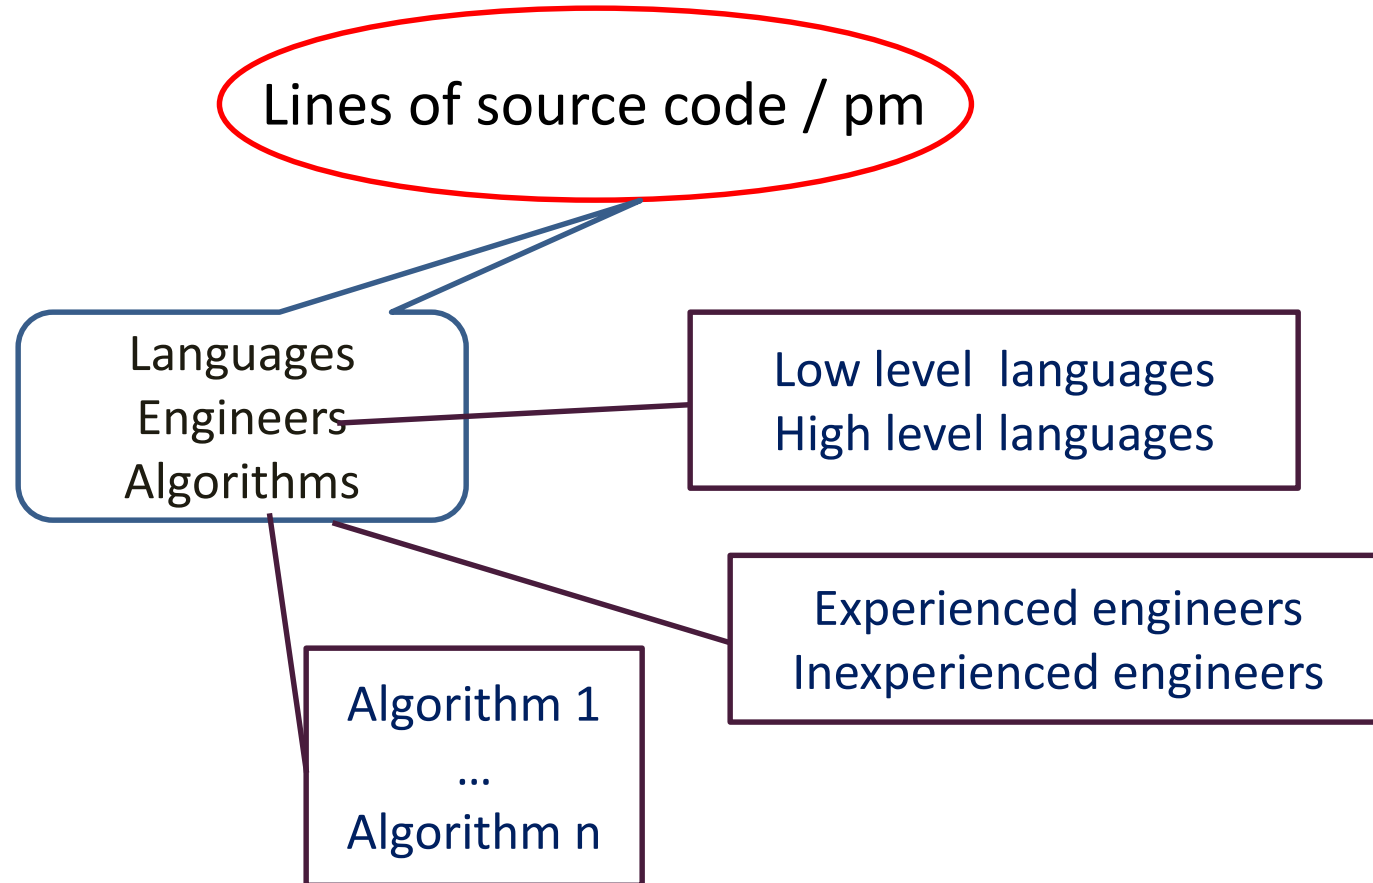 Lines of source code / pm
Languages
Engineers
Algorithms
Low level languages
High level languages
Experienced engineers
Inexperienced engineers
Algorithm 1
...
Algorithm n